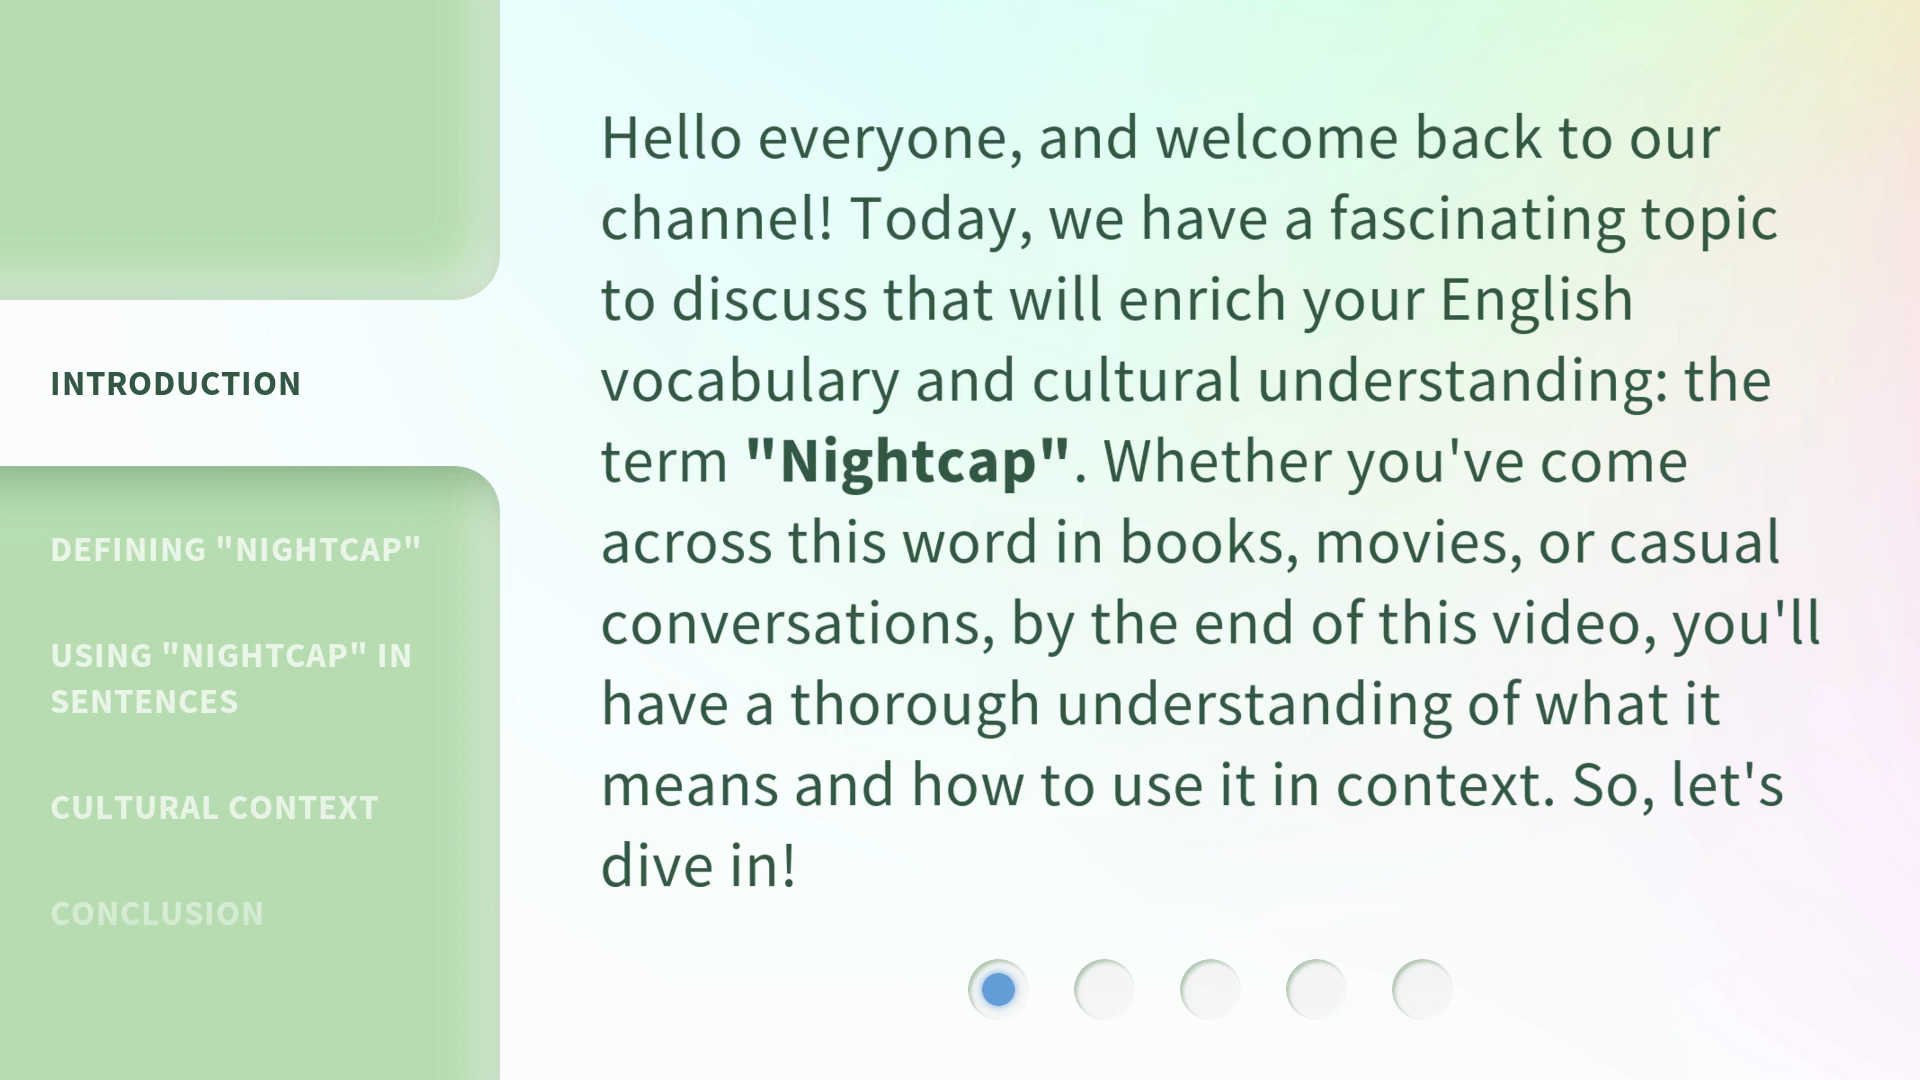 INTRODUCTION
DEFINING "NIGHTCAP"
USING "NIGHTCAP" IN
SENTENCES
CULTURAL CONTEXT
CONCLUSION
Hello everyone, and welcome back to our
channel! Today, we have a fascinating topic
to discuss that will enrich your English
vocabulary and cultural understanding: the
term "Nightcap". Whether you've come
across this word in books, movies, or casual
conversations, by the end of this video, you'll
have a thorough understanding of what it
means and how to use it in context. So, let's
dive in!